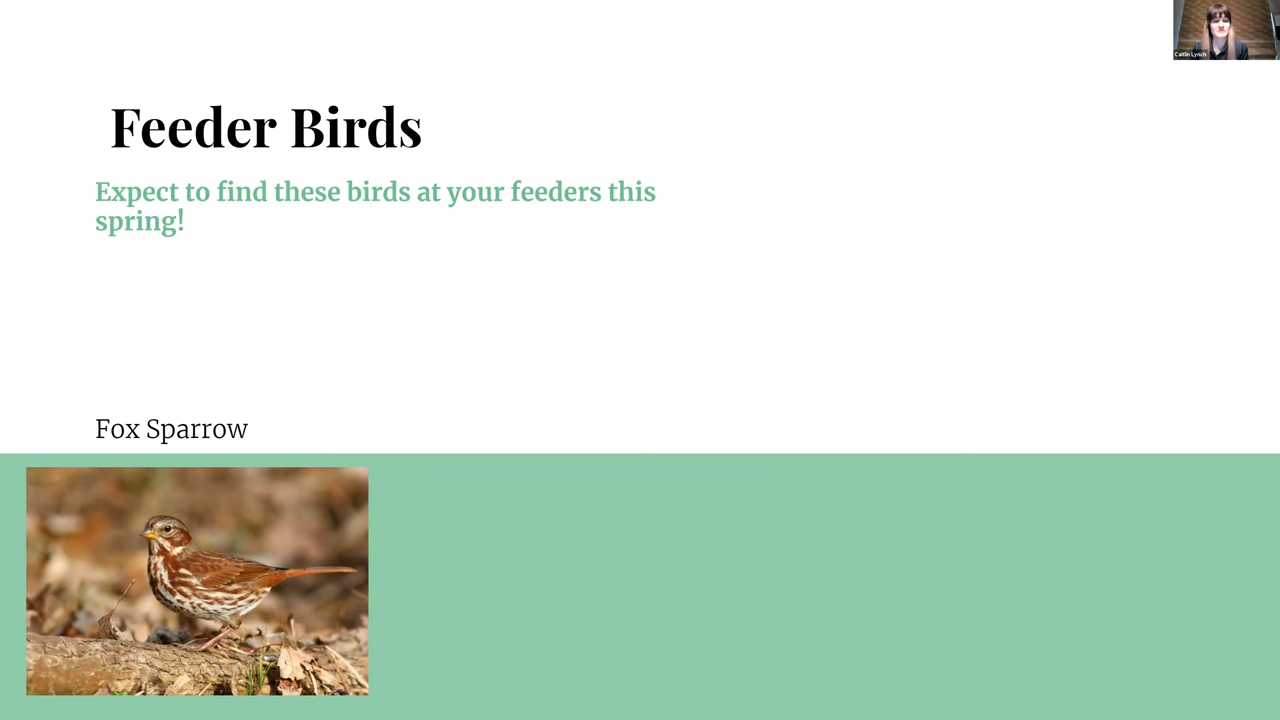 Caitlin Lynch
Feeder Birds
Expect to find these birds at your feeders this
spring!
Fox Sparrow